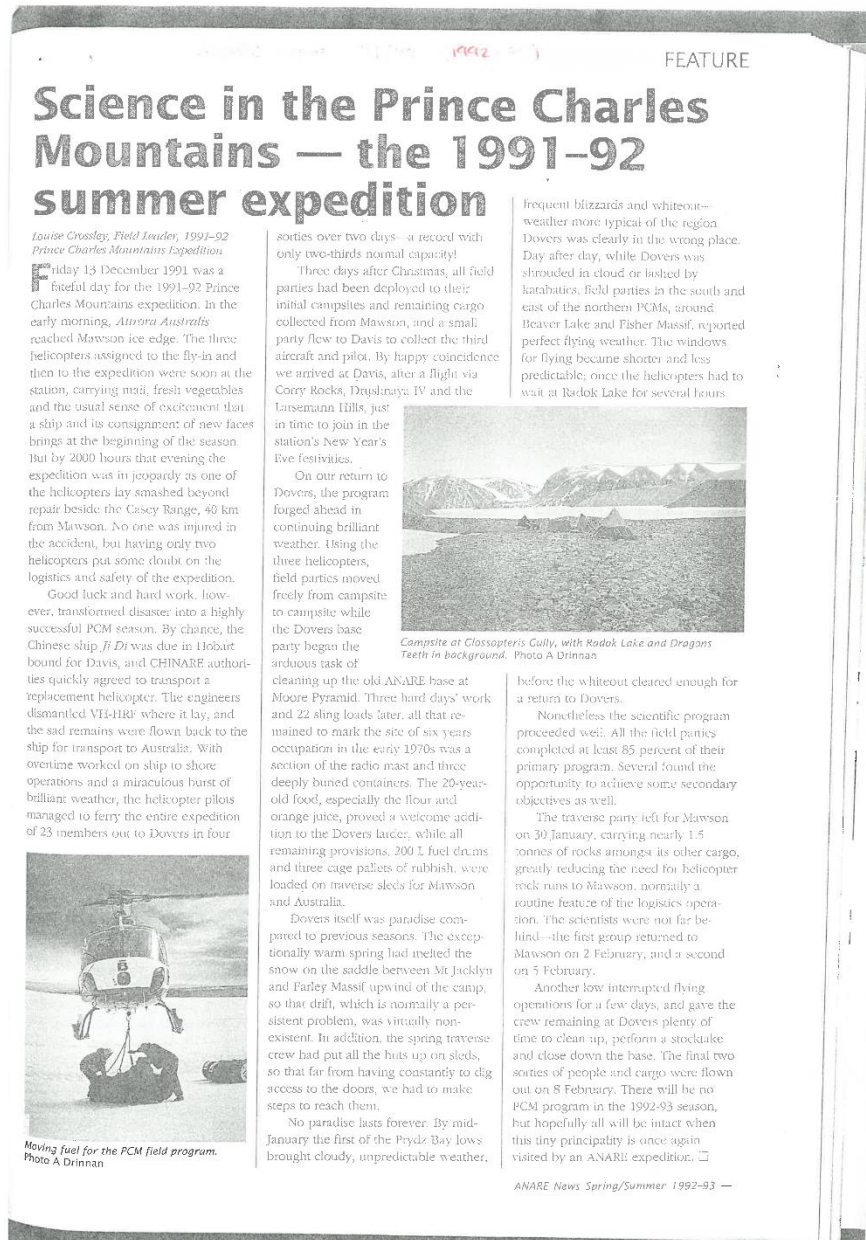 1992
FEATURE
Science in the Prince Charles
Mountains — the 1991–92
summer expedition
Louise Crossley, Field Leader, 1991–92
Prince Charles Mountains Expedition
Friday 13 December 1991 was a
fateful day for the 1991–92 Prince
Charles Mountains expedition. In the
early morning, Aurora Australis
reached Mawson ice edge. The three
helicopters assigned to the fly-in and
then to the expedition were soon at the
station, carrying mail, fresh vegetables
and the usual sense of excitement that
a ship and its consignment of new faces
brings at the beginning of the season.
But by 2000 hours that evening the
expedition was in jeopardy as one of
the helicopters lay smashed beyond
repair beside the Casey Range, 40 km
from Mawson. No one was injured in
the accident, but having only two
helicopters put some doubt on the
logistics and safety of the expedition.
Good luck and hard work, how-
ever, transformed disaster into a highly
successful PCM season. By chance, the
Chinese ship Ji Di was due in Hobart
bound for Davis, and CHINARE authori-
ties quickly agreed to transport a
replacement helicopter. The engineers
dismantled VH-HRF where it lay, and
the sad remains were flown back to the
ship for transport to Australia. With
overtime worked on ship to shore
operations and a miraculous burst of
brilliant weather, the helicopter pilots
managed to ferry the entire expedition
of 23 members out to Dovers in four
Moving fuel for the PCM field program.
Photo A Drinnan
sorties over two days—a record with
only two-thirds normal capacity!
Three days after Christmas, all field
parties had been deployed to their
initial campsites and remaining cargo
collected from Mawson, and a small
party flew to Davis to collect the third
aircraft and pilot. By happy coincidence
we arrived at Davis, after a flight via
Corry Rocks, Druzhnaya IV and the
Larsemann Hills, just
in time to join in the
station's New Year's
Eve festivities.
On our return to
Dovers, the program
forged ahead in
continuing brilliant
weather. Using the
three helicopters,
field parties moved
freely from campsite
to campsite while
the Dovers base
party began the
arduous task of
cleaning up the old ANARE base at
Moore Pyramid. Three hard days' work
and 22 sling loads later, all that re-
mained to mark the site of six years
occupation in the early 1970s was a
section of the radio mast and three
deeply buried containers. The 20-year-
old food, especially the flour and
orange juice, proved a welcome addi-
tion to the Dovers larder, while all
remaining provisions, 200 L fuel drums
and three cage pallets of rubbish, were
loaded on traverse sleds for Mawson
and Australia.
Dovers itself was paradise com-
pared to previous seasons. The excep-
tionally warm spring had melted the
snow on the saddle between Mt Jacklyn
and Farley Massif upwind of the camp,
so that drift, which is normally a per-
sistent problem, was virtually non-
existent. In addition, the spring traverse
crew had put all the huts up on sleds,
so that far from having constantly to dig
access to the doors, we had to make
steps to reach them.
No paradise lasts forever. By mid-
January the first of the Prydz Bay lows
brought cloudy, unpredictable weather,
frequent blizzards and whiteout—
weather more typical of the region.
Dovers was clearly in the wrong place.
Day after day, while Dovers was
shrouded in cloud or lashed by
katabatics, field parties in the south and
east of the northern PCMs, around
Beaver Lake and Fisher Massif, reported
perfect flying weather. The windows
for flying became shorter and less
predictable; once the helicopters had to
wait at Radok Lake for several hours
Campsite at Glossopteris Gully, with Radok Lake and Dragons
Teeth in background. Photo A Drinnan
before the whiteout cleared enough for
a return to Dovers.
Nonetheless the scientific program
proceeded well. All the field parties
completed at least 85 percent of their
primary program. Several found the
opportunity to achieve some secondary
objectives as well.
The traverse party left for Mawson
on 30 January, carrying nearly 1.5
tonnes of rocks amongst its other cargo,
greatly reducing the need for helicopter
rock runs to Mawson, normally a
routine feature of the logistics opera-
tion. The scientists were not far be-
hind—the first group returned to
Mawson on 2 February, and a second
on 5 February.
Another low interrupted flying
operations for a few days, and gave the
crew remaining at Dovers plenty of
time to clean up, perform a stocktake
and close down the base. The final two
sorties of people and cargo were flown
out on 8 February. There will be no
PCM program in the 1992-93 season,
but hopefully all will be intact when
this tiny principality is once again
visited by an ANARE expedition. □
ANARE News Spring/Summer 1992–93 —